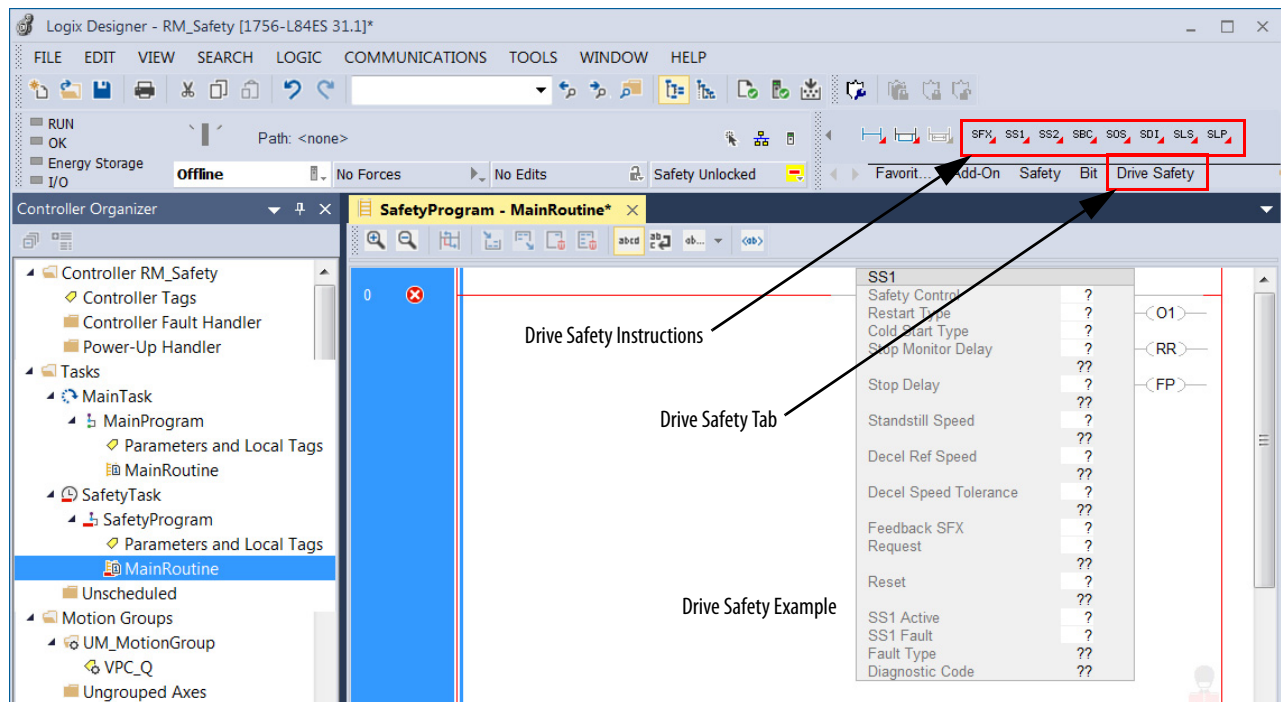 Logix Designer - RM_Safety [1756-L84ES 31.1]*
FILE EDIT VIEW SEARCH LOGIC COMMUNICATIONS TOOLS WINDOW HELP
RUN
OK
Energy Storage
I/O
Path: <none>
Offline
No Forces
No Edits
Safety Unlocked
SFX SS1 SS2 SBC SOS SDI SLS SLP
Favorit... Add-On Safety Bit Drive Safety
Controller Organizer
SafetyProgram - MainRoutine*
abcd
ab
ab...
<ab>
Controller RM_Safety
Controller Tags
Controller Fault Handler
Power-Up Handler
Tasks
MainTask
MainProgram
Parameters and Local Tags
MainRoutine
SafetyTask
SafetyProgram
Parameters and Local Tags
MainRoutine
Unscheduled
Motion Groups
UM_MotionGroup
VPC_Q
Ungrouped Axes
0
Drive Safety Instructions
Drive Safety Tab
Drive Safety Example
SS1
Safety Control ?
Restart Type ?
Cold Start Type ?
Stop Monitor Delay ?
??
Stop Delay ?
??
Standstill Speed ?
??
Decel Ref Speed ?
??
Decel Speed Tolerance ?
??
Feedback SFX ?
Request ?
??
Reset ?
??
SS1 Active ?
SS1 Fault ?
Fault Type ??
Diagnostic Code ??
O1
RR
FP